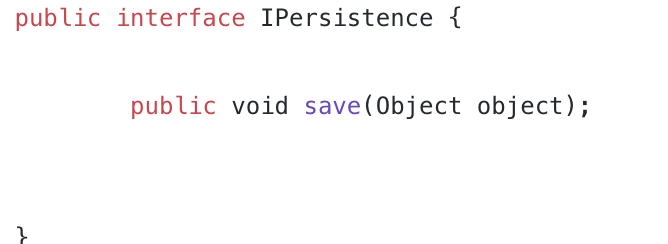 public interface IPersistence {
public void save(Object object);
}